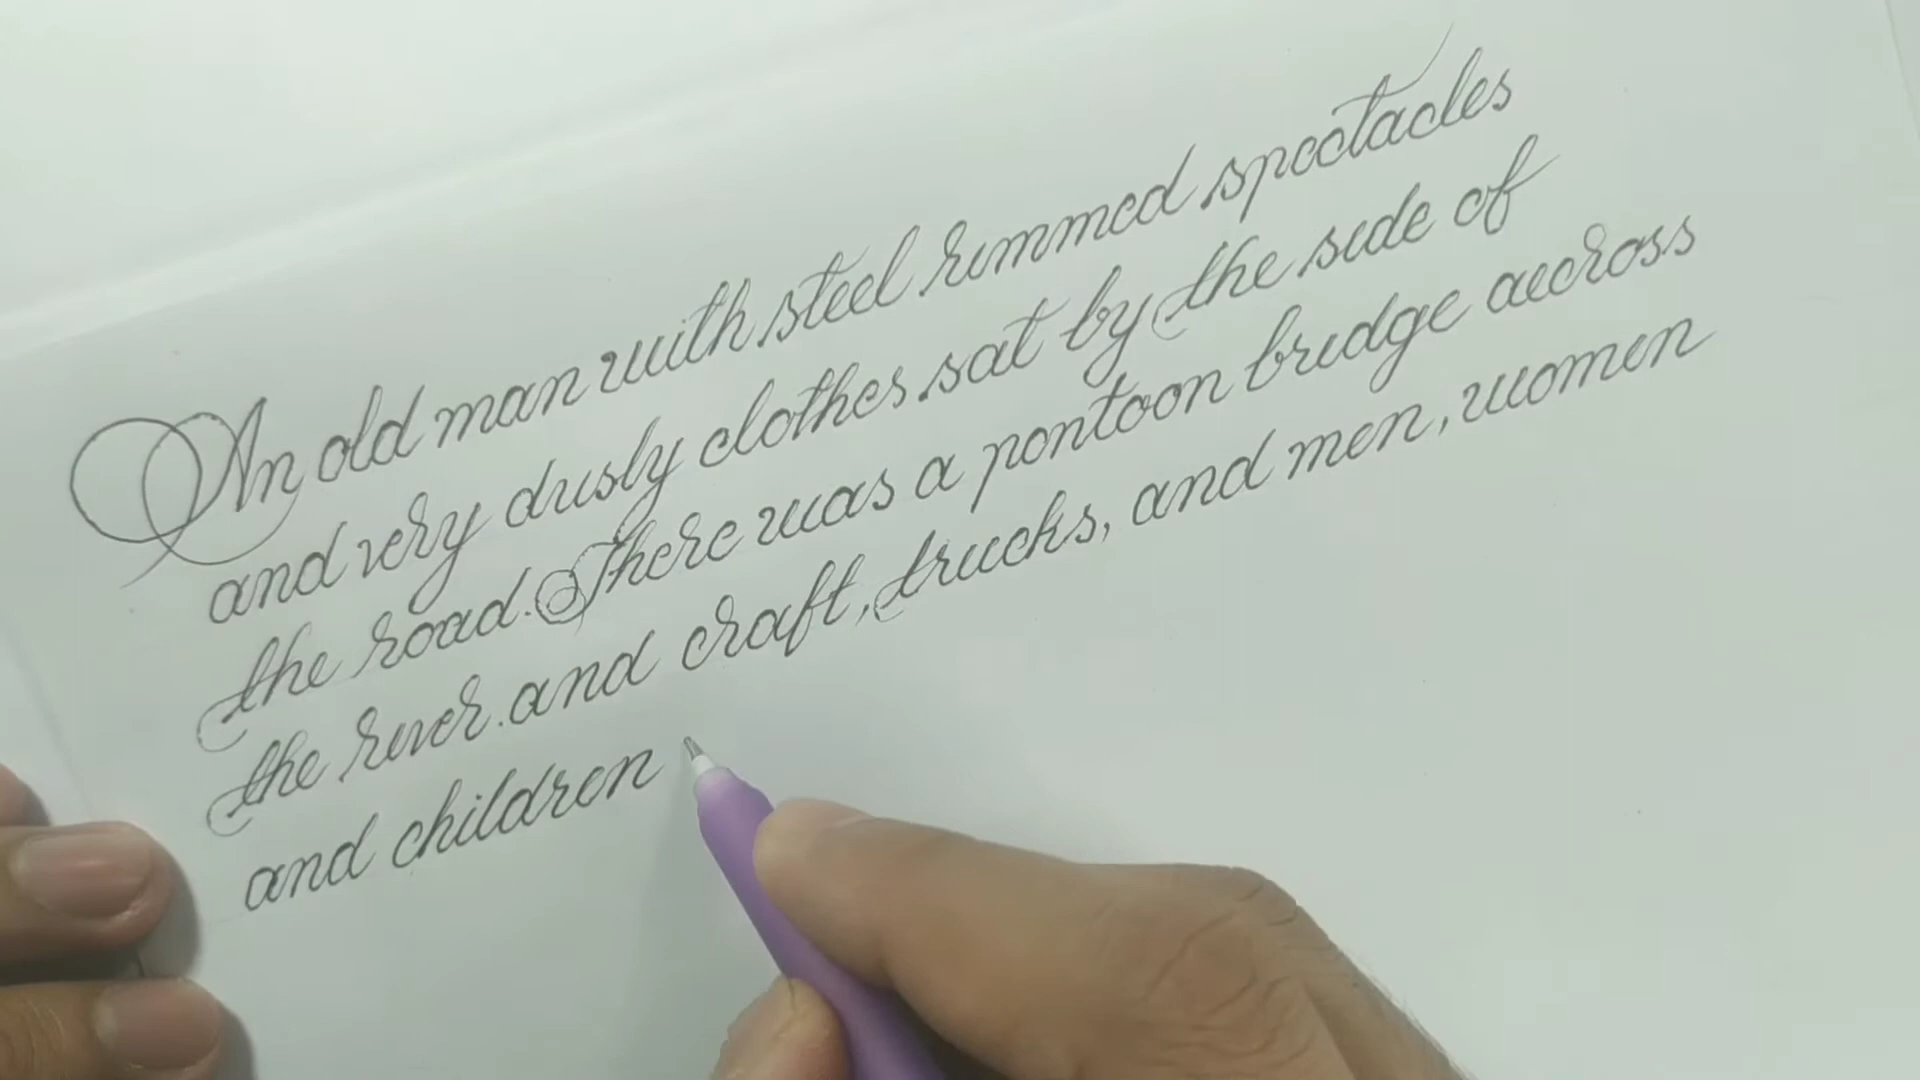 An old man with steel rimmed spectacles
and very dusty clothes sat by the side of
the road. There was a pontoon bridge aecross
the river. and craft, trucks, and men, women
and children